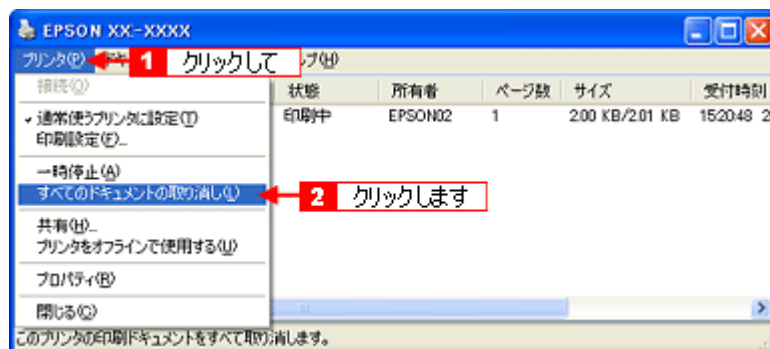 EPSON XX-XXXX
プリンタ(P) 1 クリックして ルプ(H)
接続(O)
状態 所有者 ページ数 サイズ 受付時刻
通常使うプリンタに設定(T)
印刷中 EPSON02 1 2.00 KB/2.01 KB 15:20:48 2
印刷設定(F)...
一時停止(A)
すべてのドキュメントの取り消し(L) 2 クリックします
共有(H)...
プリンタをオフラインで使用する(U)
プロパティ(R)
閉じる(C)
このプリンタの印刷ドキュメントをすべて取り消します。